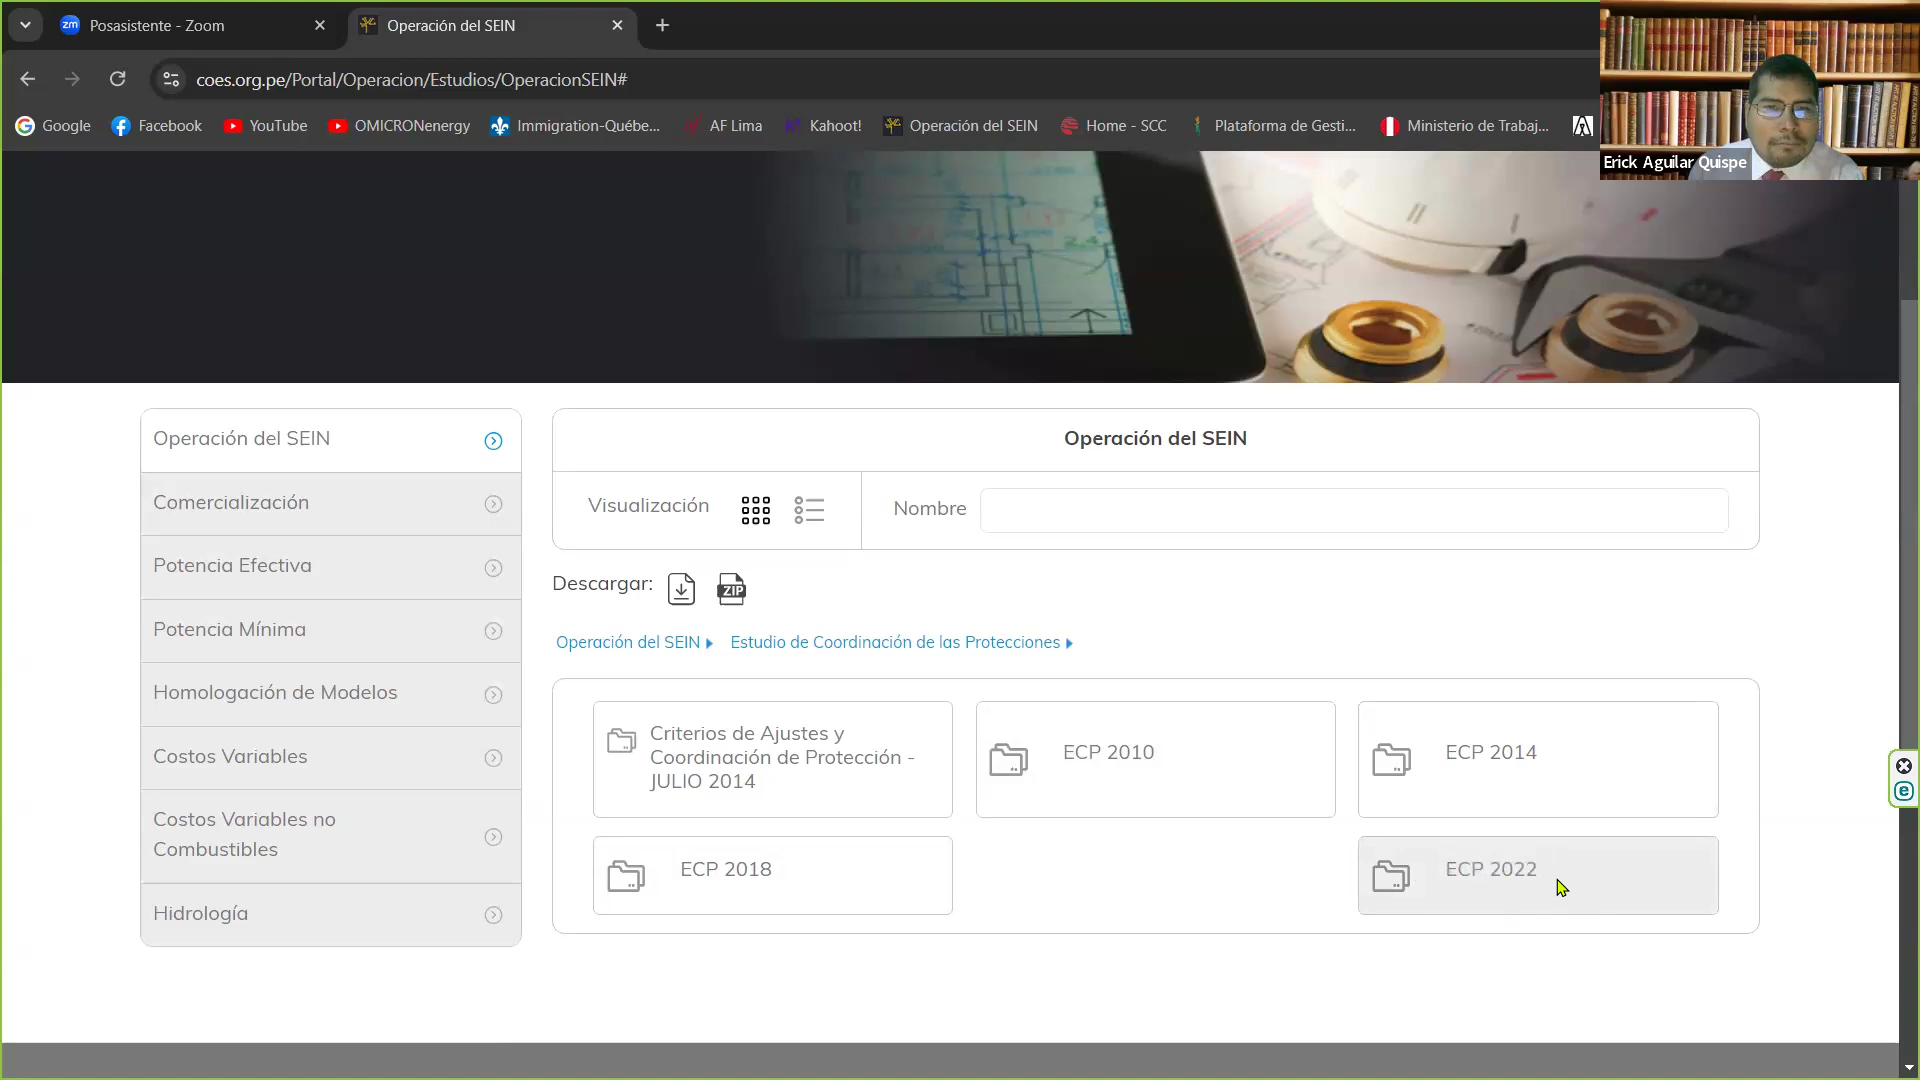 Posasistente - Zoom
Operación del SEIN
coes.org.pe/Portal/Operacion/Estudios/OperacionSEIN#
Google
Facebook
YouTube
OMICRONenergy
Immigration-Québe...
AF Lima
Kahoot!
Operación del SEIN
Home - SCC
Plataforma de Gesti...
Ministerio de Trabaj...
Erick Aguilar Quispe
Operación del SEIN
Comercialización
Potencia Efectiva
Potencia Mínima
Homologación de Modelos
Costos Variables
Costos Variables no
Combustibles
Hidrología
Operación del SEIN
Visualización
Nombre
Descargar:
ZIP
Operación del SEIN
Estudio de Coordinación de las Protecciones
Criterios de Ajustes y
Coordinación de Protección -
JULIO 2014
ECP 2010
ECP 2014
ECP 2018
ECP 2022